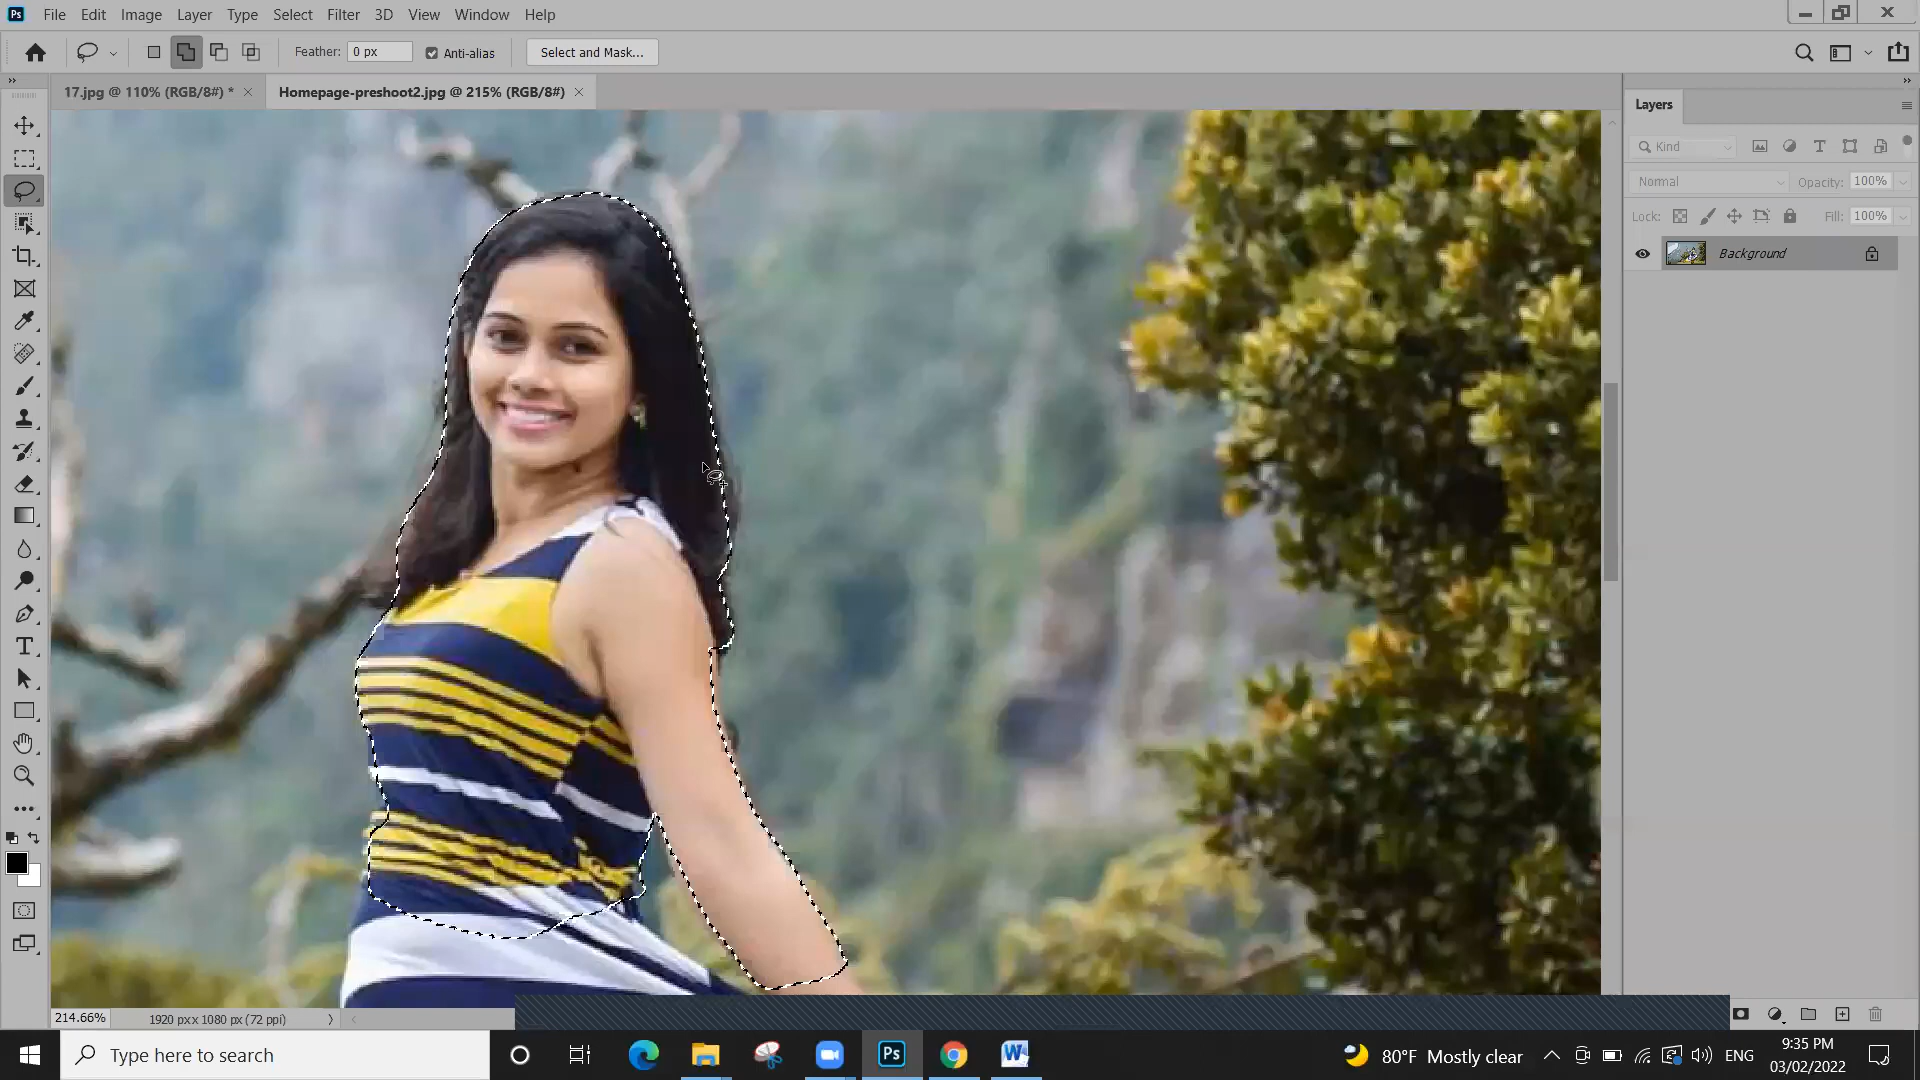 Ps File Edit Image Layer Type Select Filter 3D View Window Help
Feather: 0 px Anti-alias Select and Mask...
17.jpg @ 110% (RGB/8#) * Homepage-preshoot2.jpg @ 215% (RGB/8#)
Layers
Kind
Normal Opacity: 100%
Lock: Fill: 100%
Background
214.66% 1920 px x 1080 px (72 ppi)
Type here to search
Ps
W
80°F Mostly clear
ENG
9:35 PM
03/02/2022